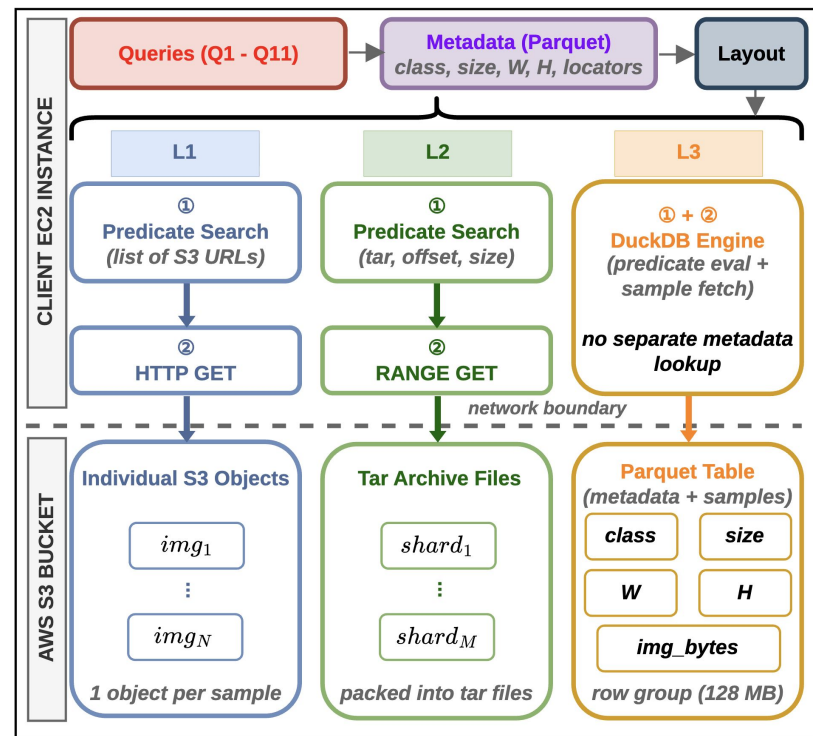 Queries (Q1 - Q11)
Metadata (Parquet)
class, size, W, H, locators
Layout
CLIENT EC2 INSTANCE
L1
L2
L3
①
Predicate Search
(list of S3 URLs)
②
HTTP GET
①
Predicate Search
(tar, offset, size)
②
RANGE GET
① + ②
DuckDB Engine
(predicate eval +
sample fetch)
no separate metadata
lookup
network boundary
AWS S3 BUCKET
Individual S3 Objects
img₁
⋮
img_N
1 object per sample
Tar Archive Files
shard₁
⋮
shard_M
packed into tar files
Parquet Table
(metadata + samples)
class
size
W
H
img_bytes
row group (128 MB)